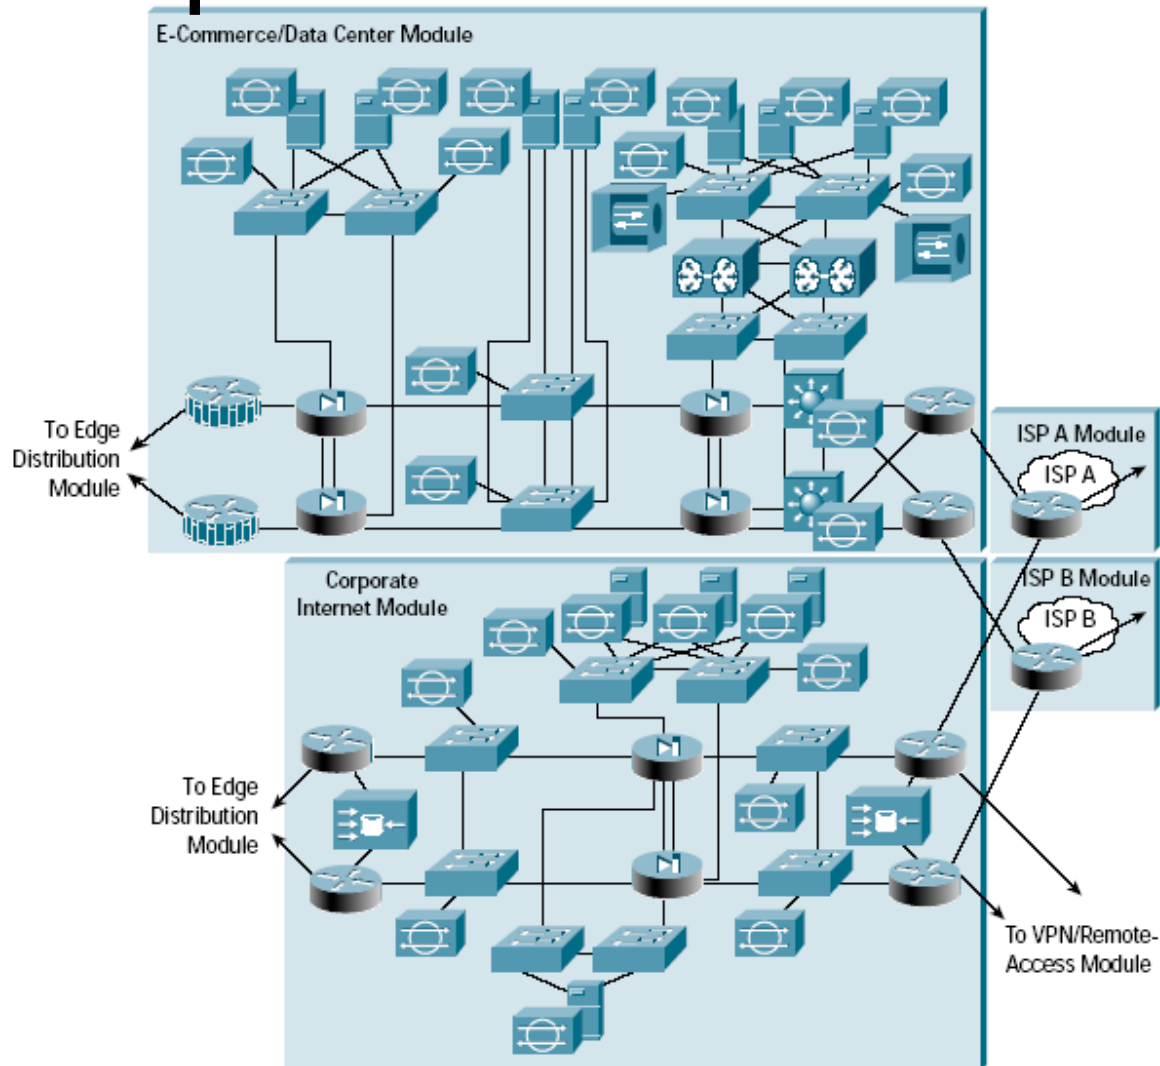 E-Commerce/Data Center Module
To Edge
Distribution
Module
ISP A Module
ISP A
ISP B Module
ISP B
Corporate
Internet Module
To Edge
Distribution
Module
To VPN/Remote-
Access Module